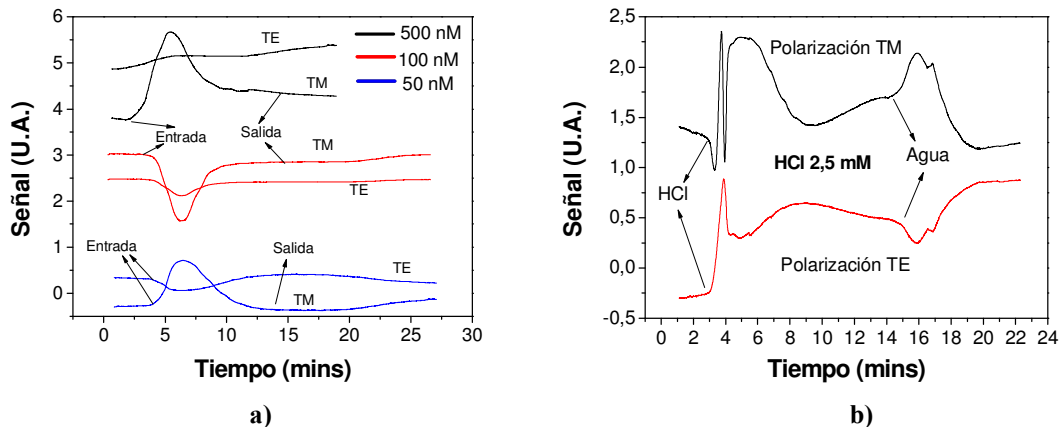 6
5
4
3
2
1
0
Señal (U.A.)
TE
500 nM
100 nM
50 nM
TM
Entrada
Salida
TM
TE
Entrada
Salida
TE
TM
0 5 10 15 20 25 30
Tiempo (mins)
a)
2,5
2,0
1,5
1,0
0,5
0,0
-0,5
Señal (U.A.)
Polarización TM
HCl 2,5 mM
Agua
HCl
Polarización TE
0 2 4 6 8 10 12 14 16 18 20 22 24
Tiempo (mins)
b)